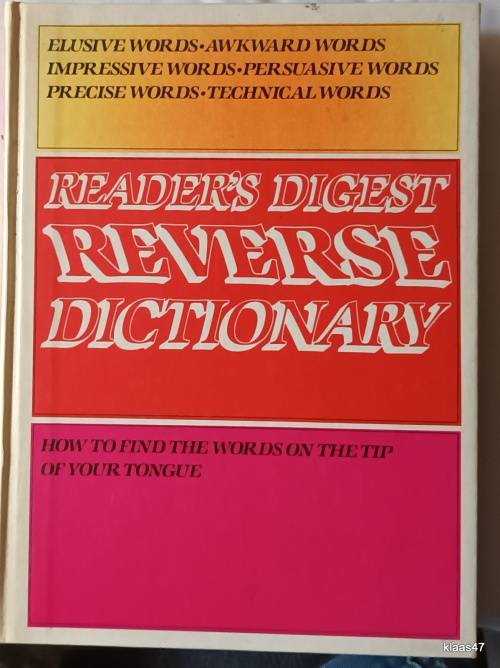 ELUSIVE WORDS•AWKWARD WORDS
IMPRESSIVE WORDS•PERSUASIVE WORDS
PRECISE WORDS•TECHNICAL WORDS
READER'S DIGEST
REVERSE
DICTIONARY
HOW TO FIND THE WORDS ON THE TIP
OF YOUR TONGUE
klaas47